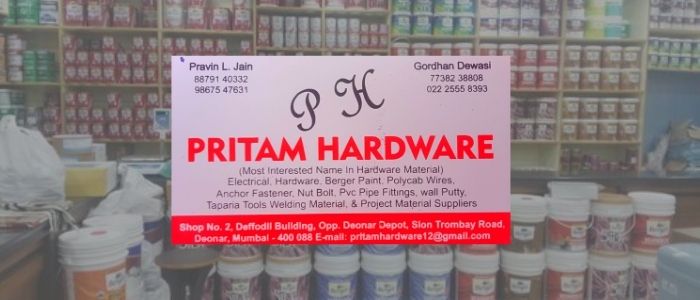 Pravin L. Jain Gordhan Dewasi
88791 40332 77382 38808
98675 47631 022 2555 8393
P H
PRITAM HARDWARE
(Most Interested Name In Hardware Material)
Electrical, Hardware, Berger Paint, Polycab Wires,
Anchor Fastener, Nut Bolt, Pvc Pipe Fittings, wall Putty,
Taparia Tools Welding Material, & Project Material Suppliers
Shop No. 2, Deffodil Building, Opp. Deonar Depot, Sion Trombay Road,
Deonar, Mumbai - 400 088 E-mail: pritamhardware12@gmail.com